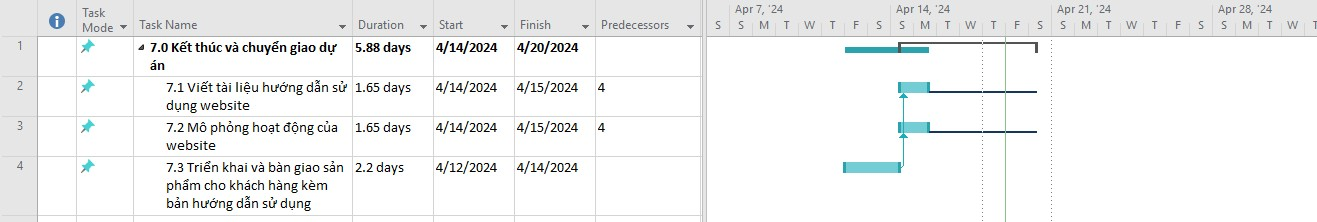 Task Mode Task Name Duration Start Finish Predecessors
Apr 7, '24 Apr 14, '24 Apr 21, '24 Apr 28, '24
S M T W T F S S M T W T F S S M T W T F S S M T W
1 7.0 Kết thúc và chuyển giao dự án 5.88 days 4/14/2024 4/20/2024
2 7.1 Viết tài liệu hướng dẫn sử dụng website 1.65 days 4/14/2024 4/15/2024 4
3 7.2 Mô phỏng hoạt động của website 1.65 days 4/14/2024 4/15/2024 4
4 7.3 Triển khai và bàn giao sản phẩm cho khách hàng kèm bản hướng dẫn sử dụng 2.2 days 4/12/2024 4/14/2024